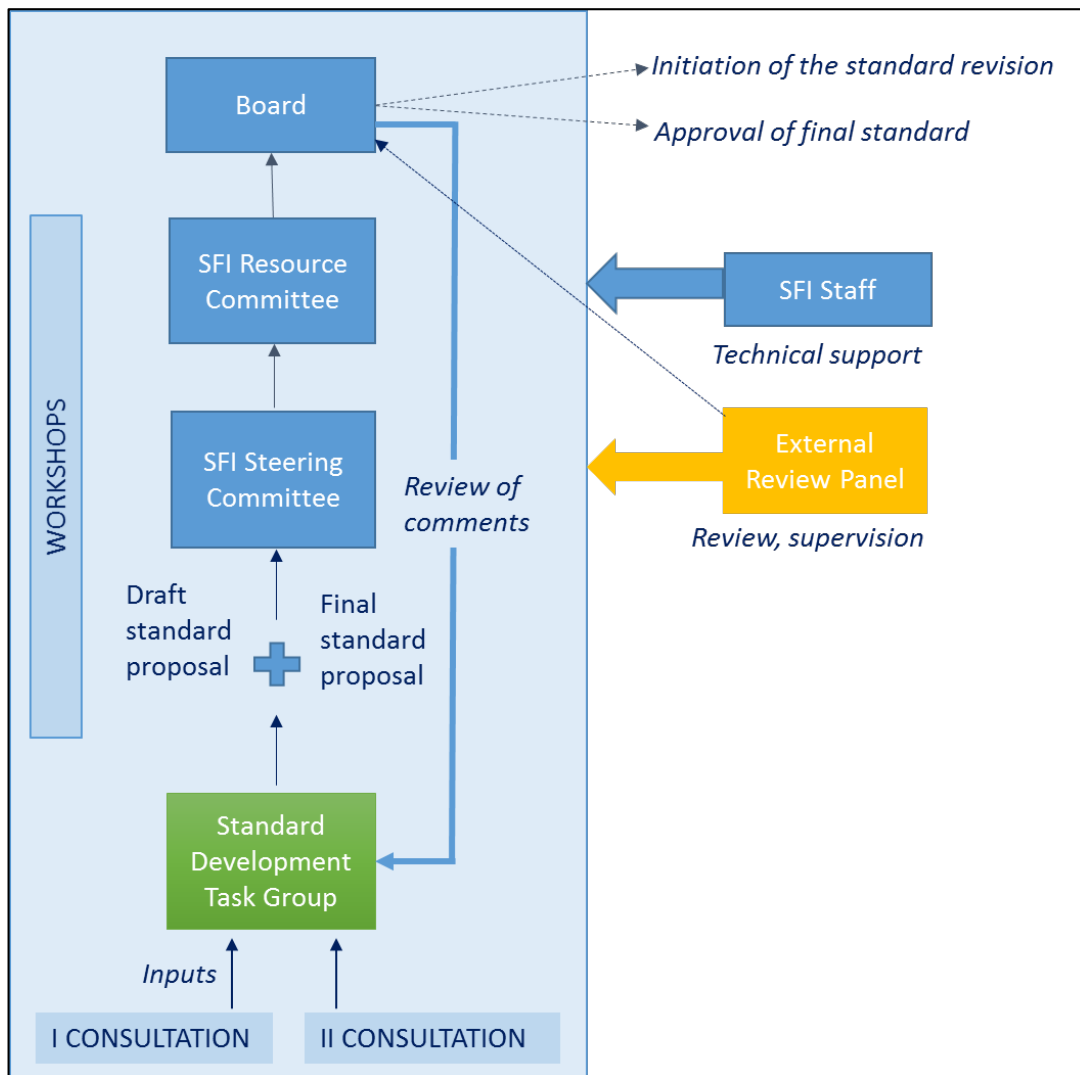 Board
Initiation of the standard revision
Approval of final standard
SFI Resource
Committee
SFI Staff
Technical support
WORKSHOPS
SFI Steering
Committee
External
Review Panel
Review, supervision
Review of
comments
Draft
standard
proposal
Final
standard
proposal
Standard
Development
Task Group
Inputs
I CONSULTATION
II CONSULTATION